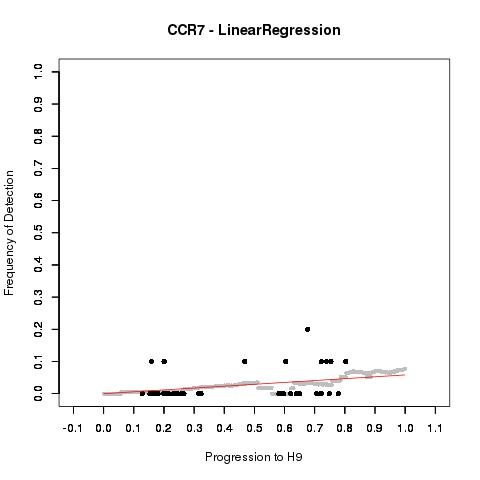 CCR7 - LinearRegression
Frequency of Detection
1.0
0.9
0.8
0.7
0.6
0.5
0.4
0.3
0.2
0.1
0.0
-0.1 0.0 0.1 0.2 0.3 0.4 0.5 0.6 0.7 0.8 0.9 1.0 1.1
Progression to H9